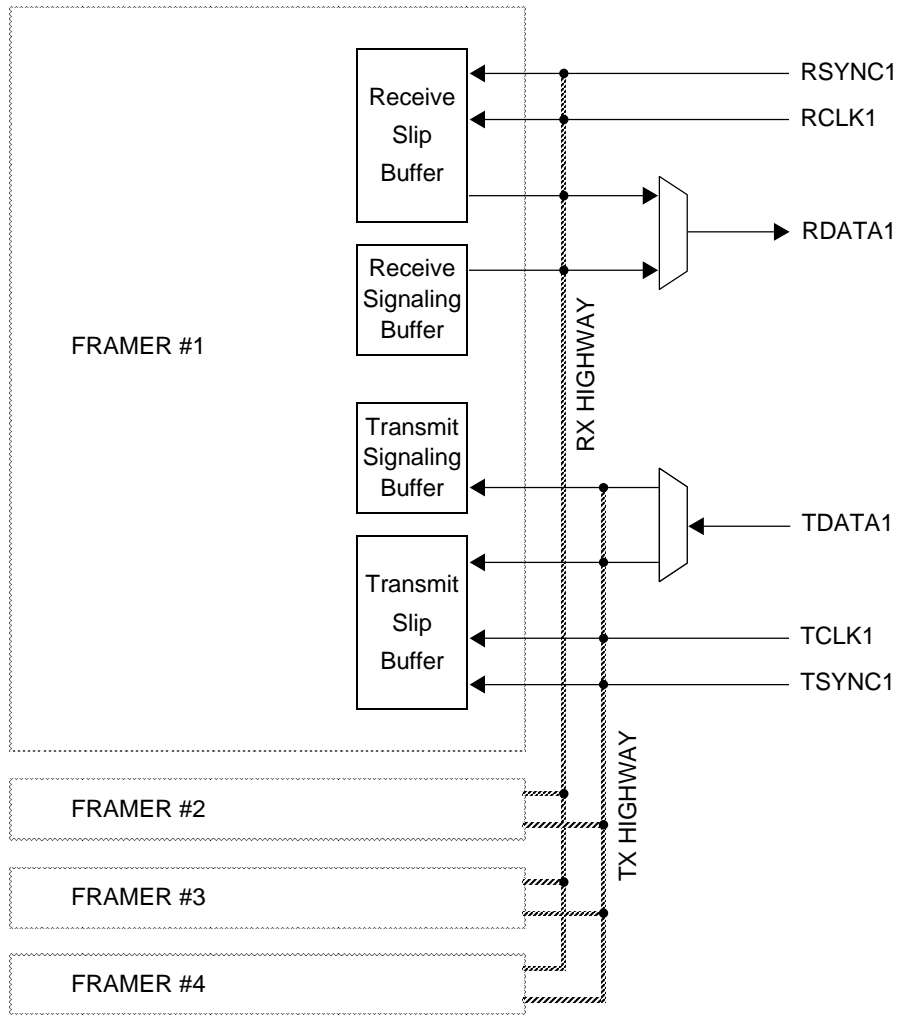 RSYNC1
Receive
Slip
Buffer
RCLK1
RDATA1
Receive
Signaling
Buffer
FRAMER #1
RX HIGHWAY
Transmit
Signaling
Buffer
TDATA1
Transmit
Slip
Buffer
TCLK1
TSYNC1
TX HIGHWAY
FRAMER #2
FRAMER #3
FRAMER #4